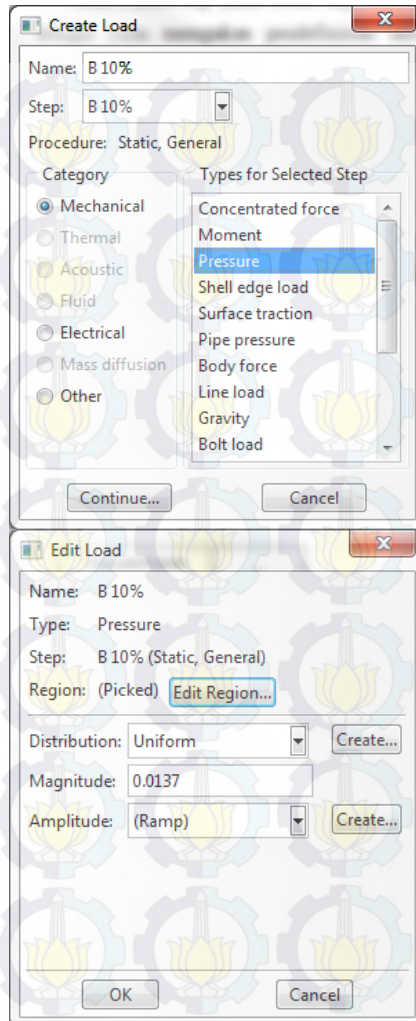 Create Load
Name: B 10%
Step: B 10%
Procedure: Static, General
Category
Mechanical
Thermal
Acoustic
Fluid
Electrical
Mass diffusion
Other
Types for Selected Step
Concentrated force
Moment
Pressure
Shell edge load
Surface traction
Pipe pressure
Body force
Line load
Gravity
Bolt load
Continue...
Cancel
Edit Load
Name: B 10%
Type: Pressure
Step: B 10% (Static, General)
Region: (Picked) Edit Region...
Distribution: Uniform Create...
Magnitude: 0.0137
Amplitude: (Ramp) Create...
OK
Cancel